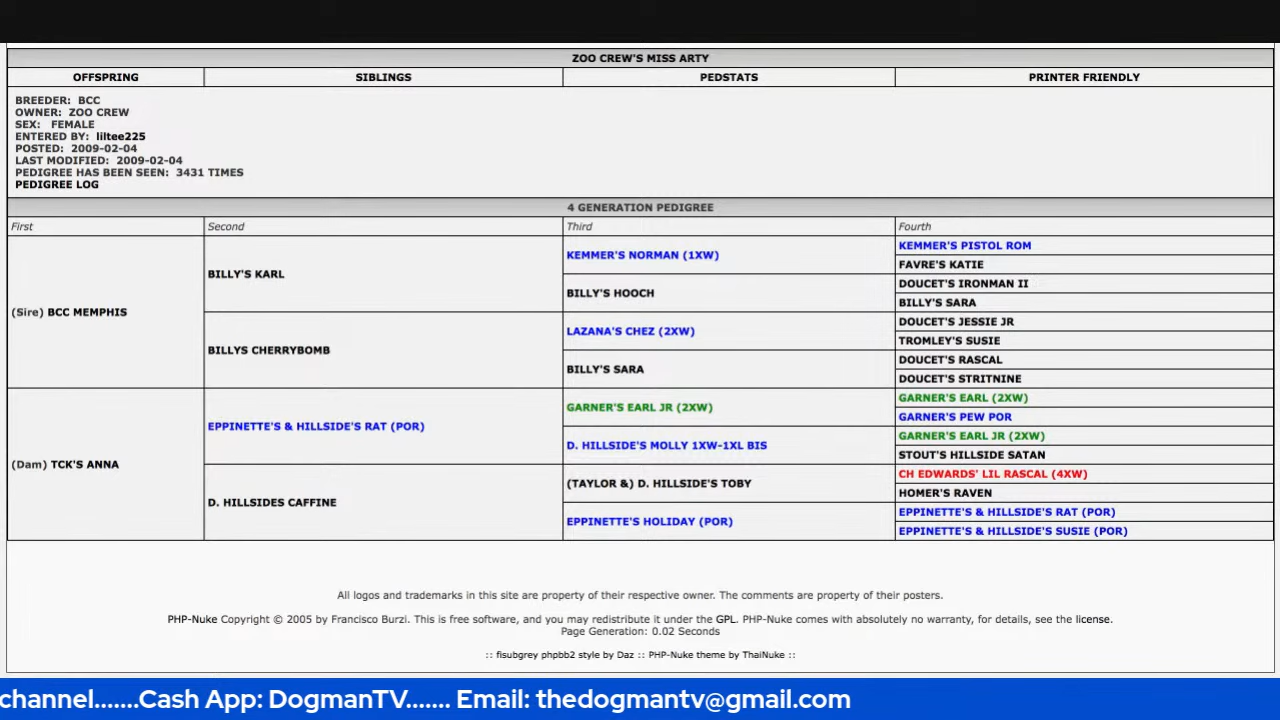 ZOO CREW'S MISS ARTY
OFFSPRING SIBLINGS PEDSTATS PRINTER FRIENDLY
BREEDER: BCC
OWNER: ZOO CREW
SEX: FEMALE
ENTERED BY: liltee225
POSTED: 2009-02-04
LAST MODIFIED: 2009-02-04
PEDIGREE HAS BEEN SEEN: 3431 TIMES
PEDIGREE LOG
4 GENERATION PEDIGREE
First Second Third Fourth
(Sire) BCC MEMPHIS
BILLY'S KARL
KEMMER'S NORMAN (1XW)
KEMMER'S PISTOL ROM
FAVRE'S KATIE
BILLY'S HOOCH
DOUCET'S IRONMAN II
BILLY'S SARA
BILLYS CHERRYBOMB
LAZANA'S CHEZ (2XW)
DOUCET'S JESSIE JR
TROMLEY'S SUSIE
BILLY'S SARA
DOUCET'S RASCAL
DOUCET'S STRITNINE
(Dam) TCK'S ANNA
EPPINETTE'S & HILLSIDE'S RAT (POR)
GARNER'S EARL JR (2XW)
GARNER'S EARL (2XW)
GARNER'S PEW POR
D. HILLSIDE'S MOLLY 1XW-1XL BIS
GARNER'S EARL JR (2XW)
STOUT'S HILLSIDE SATAN
D. HILLSIDES CAFFINE
(TAYLOR &) D. HILLSIDE'S TOBY
CH EDWARDS' LIL RASCAL (4XW)
HOMER'S RAVEN
EPPINETTE'S HOLIDAY (POR)
EPPINETTE'S & HILLSIDE'S RAT (POR)
EPPINETTE'S & HILLSIDE'S SUSIE (POR)
All logos and trademarks in this site are property of their respective owner. The comments are property of their posters.
PHP-Nuke Copyright © 2005 by Francisco Burzi. This is free software, and you may redistribute it under the GPL. PHP-Nuke comes with absolutely no warranty, for details, see the license.
Page Generation: 0.02 Seconds
:: fisubgrey phpbb2 style by Daz :: PHP-Nuke theme by ThaiNuke ::
channel.......Cash App: DogmanTV....... Email: thedogmantv@gmail.com